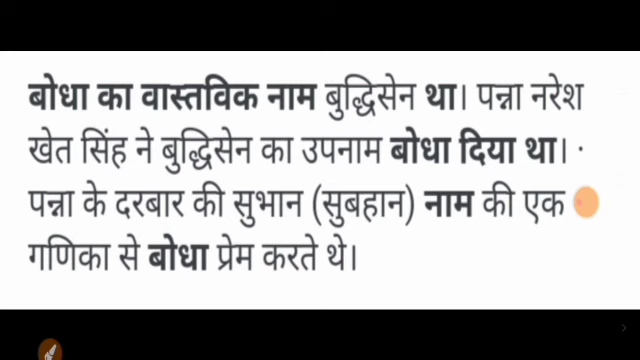 बोधा का वास्तविक नाम बुद्धिसेन था। पन्ना नरेश
खेत सिंह ने बुद्धिसेन का उपनाम बोधा दिया था। ·
पन्ना के दरबार की सुभान (सुबहान) नाम की एक
गणिका से बोधा प्रेम करते थे।